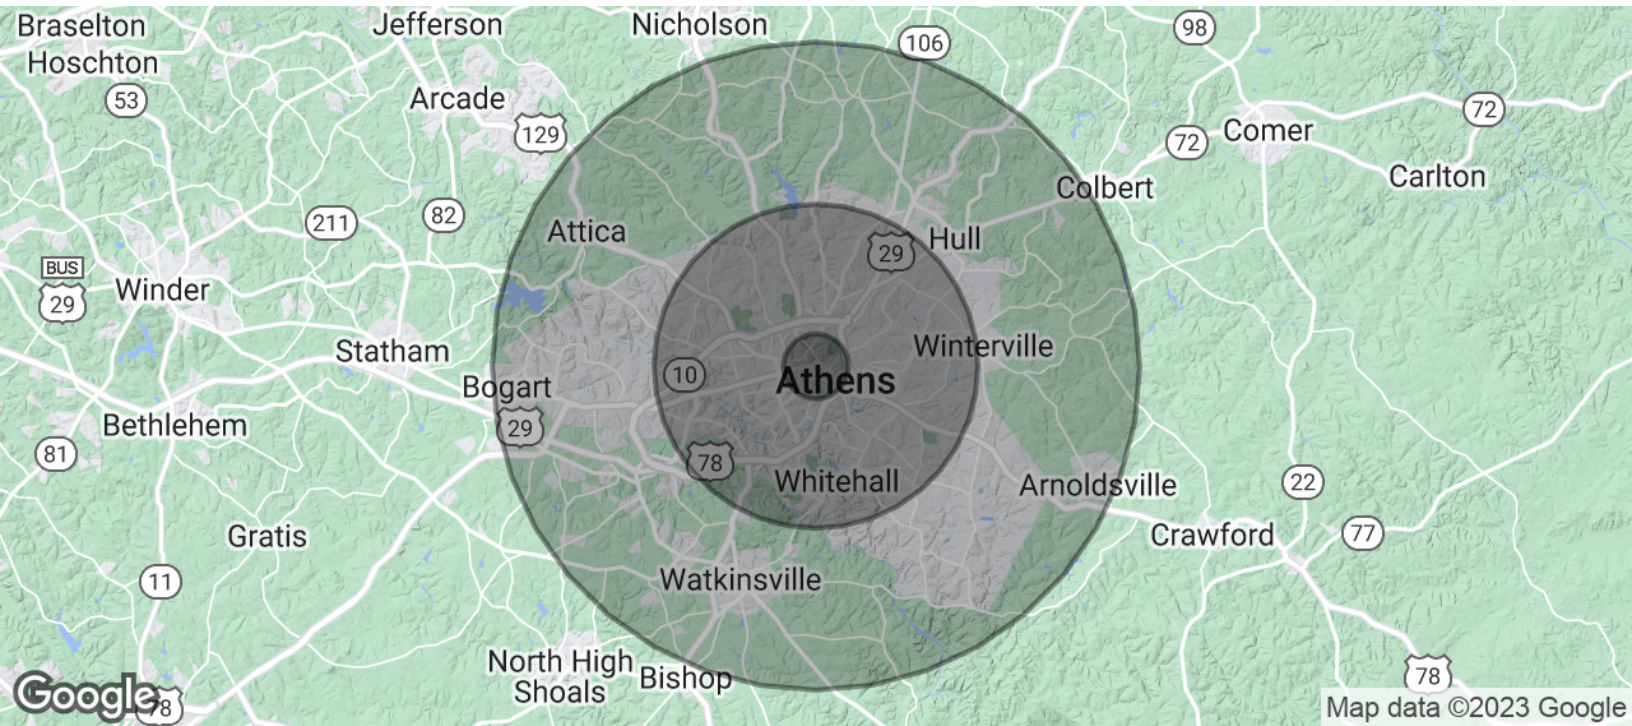 Braselton
Jefferson
Nicholson
106
98
Hoschton
53
Arcade
129
72
Comer
72
Carlton
Colbert
211
82
Attica
29
Hull
BUS
29
Winder
Statham
Winterville
10
Athens
Bogart
29
Bethlehem
81
78
Whitehall
Arnoldsville
22
Gratis
Crawford
77
11
Watkinsville
North High
Shoals
Bishop
78
Google
78
Map data ©2023 Google